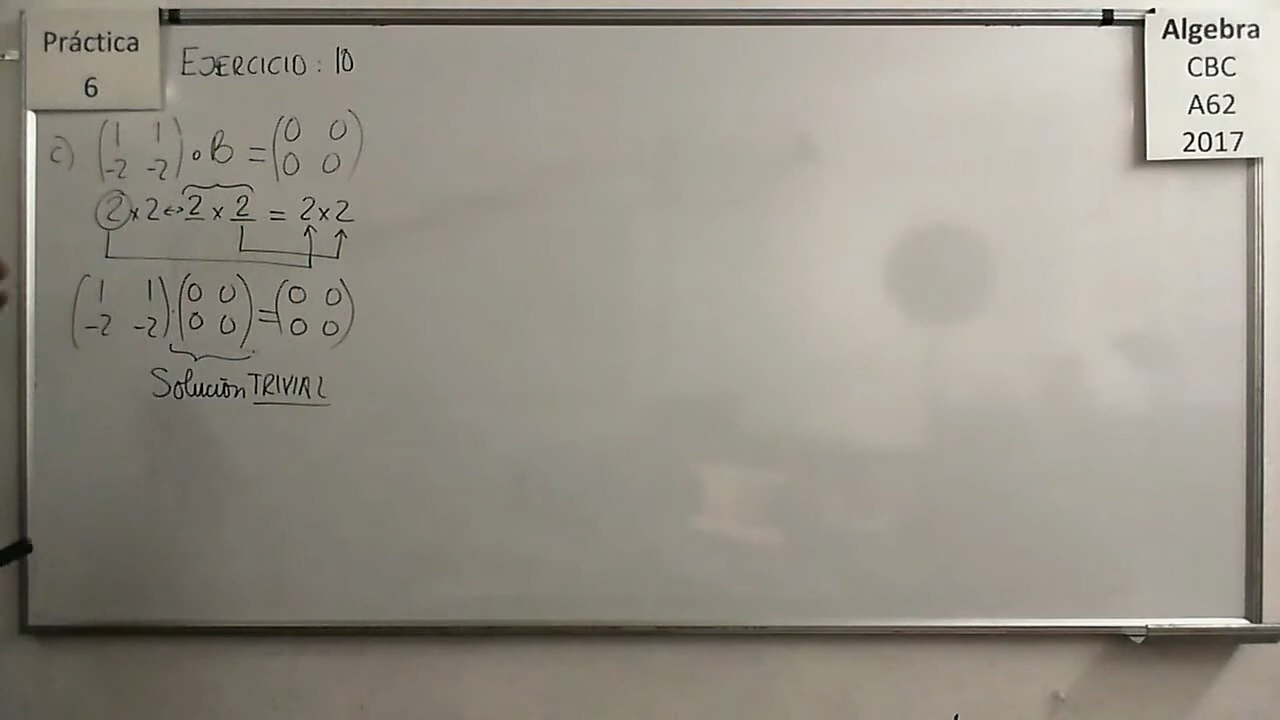 Práctica
6
EJERCICIO: 10
Algebra
CBC
A62
2017
c) (1 1
-2 -2) · B = (0 0
0 0)
2 x 2 ↔ 2 x 2 = 2 x 2
(1 1
-2 -2) · (0 0
0 0) = (0 0
0 0)
Solución TRIVIAL